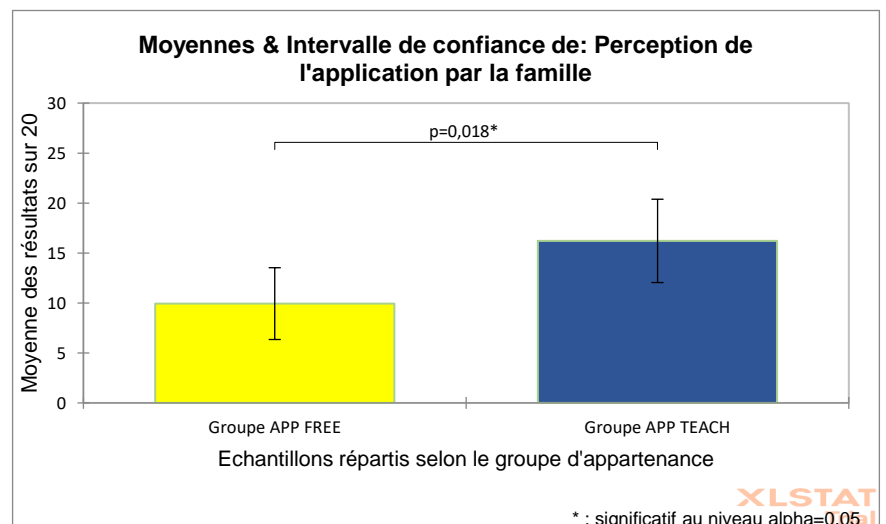 Moyennes & Intervalle de confiance de: Perception de
l'application par la famille
Moyenne des résultats sur 20
30
25
20
15
10
5
0
p=0,018*
Groupe APP FREE
Groupe APP TEACH
Echantillons répartis selon le groupe d'appartenance
XLSTAT
* : significatif au niveau alpha=0,05